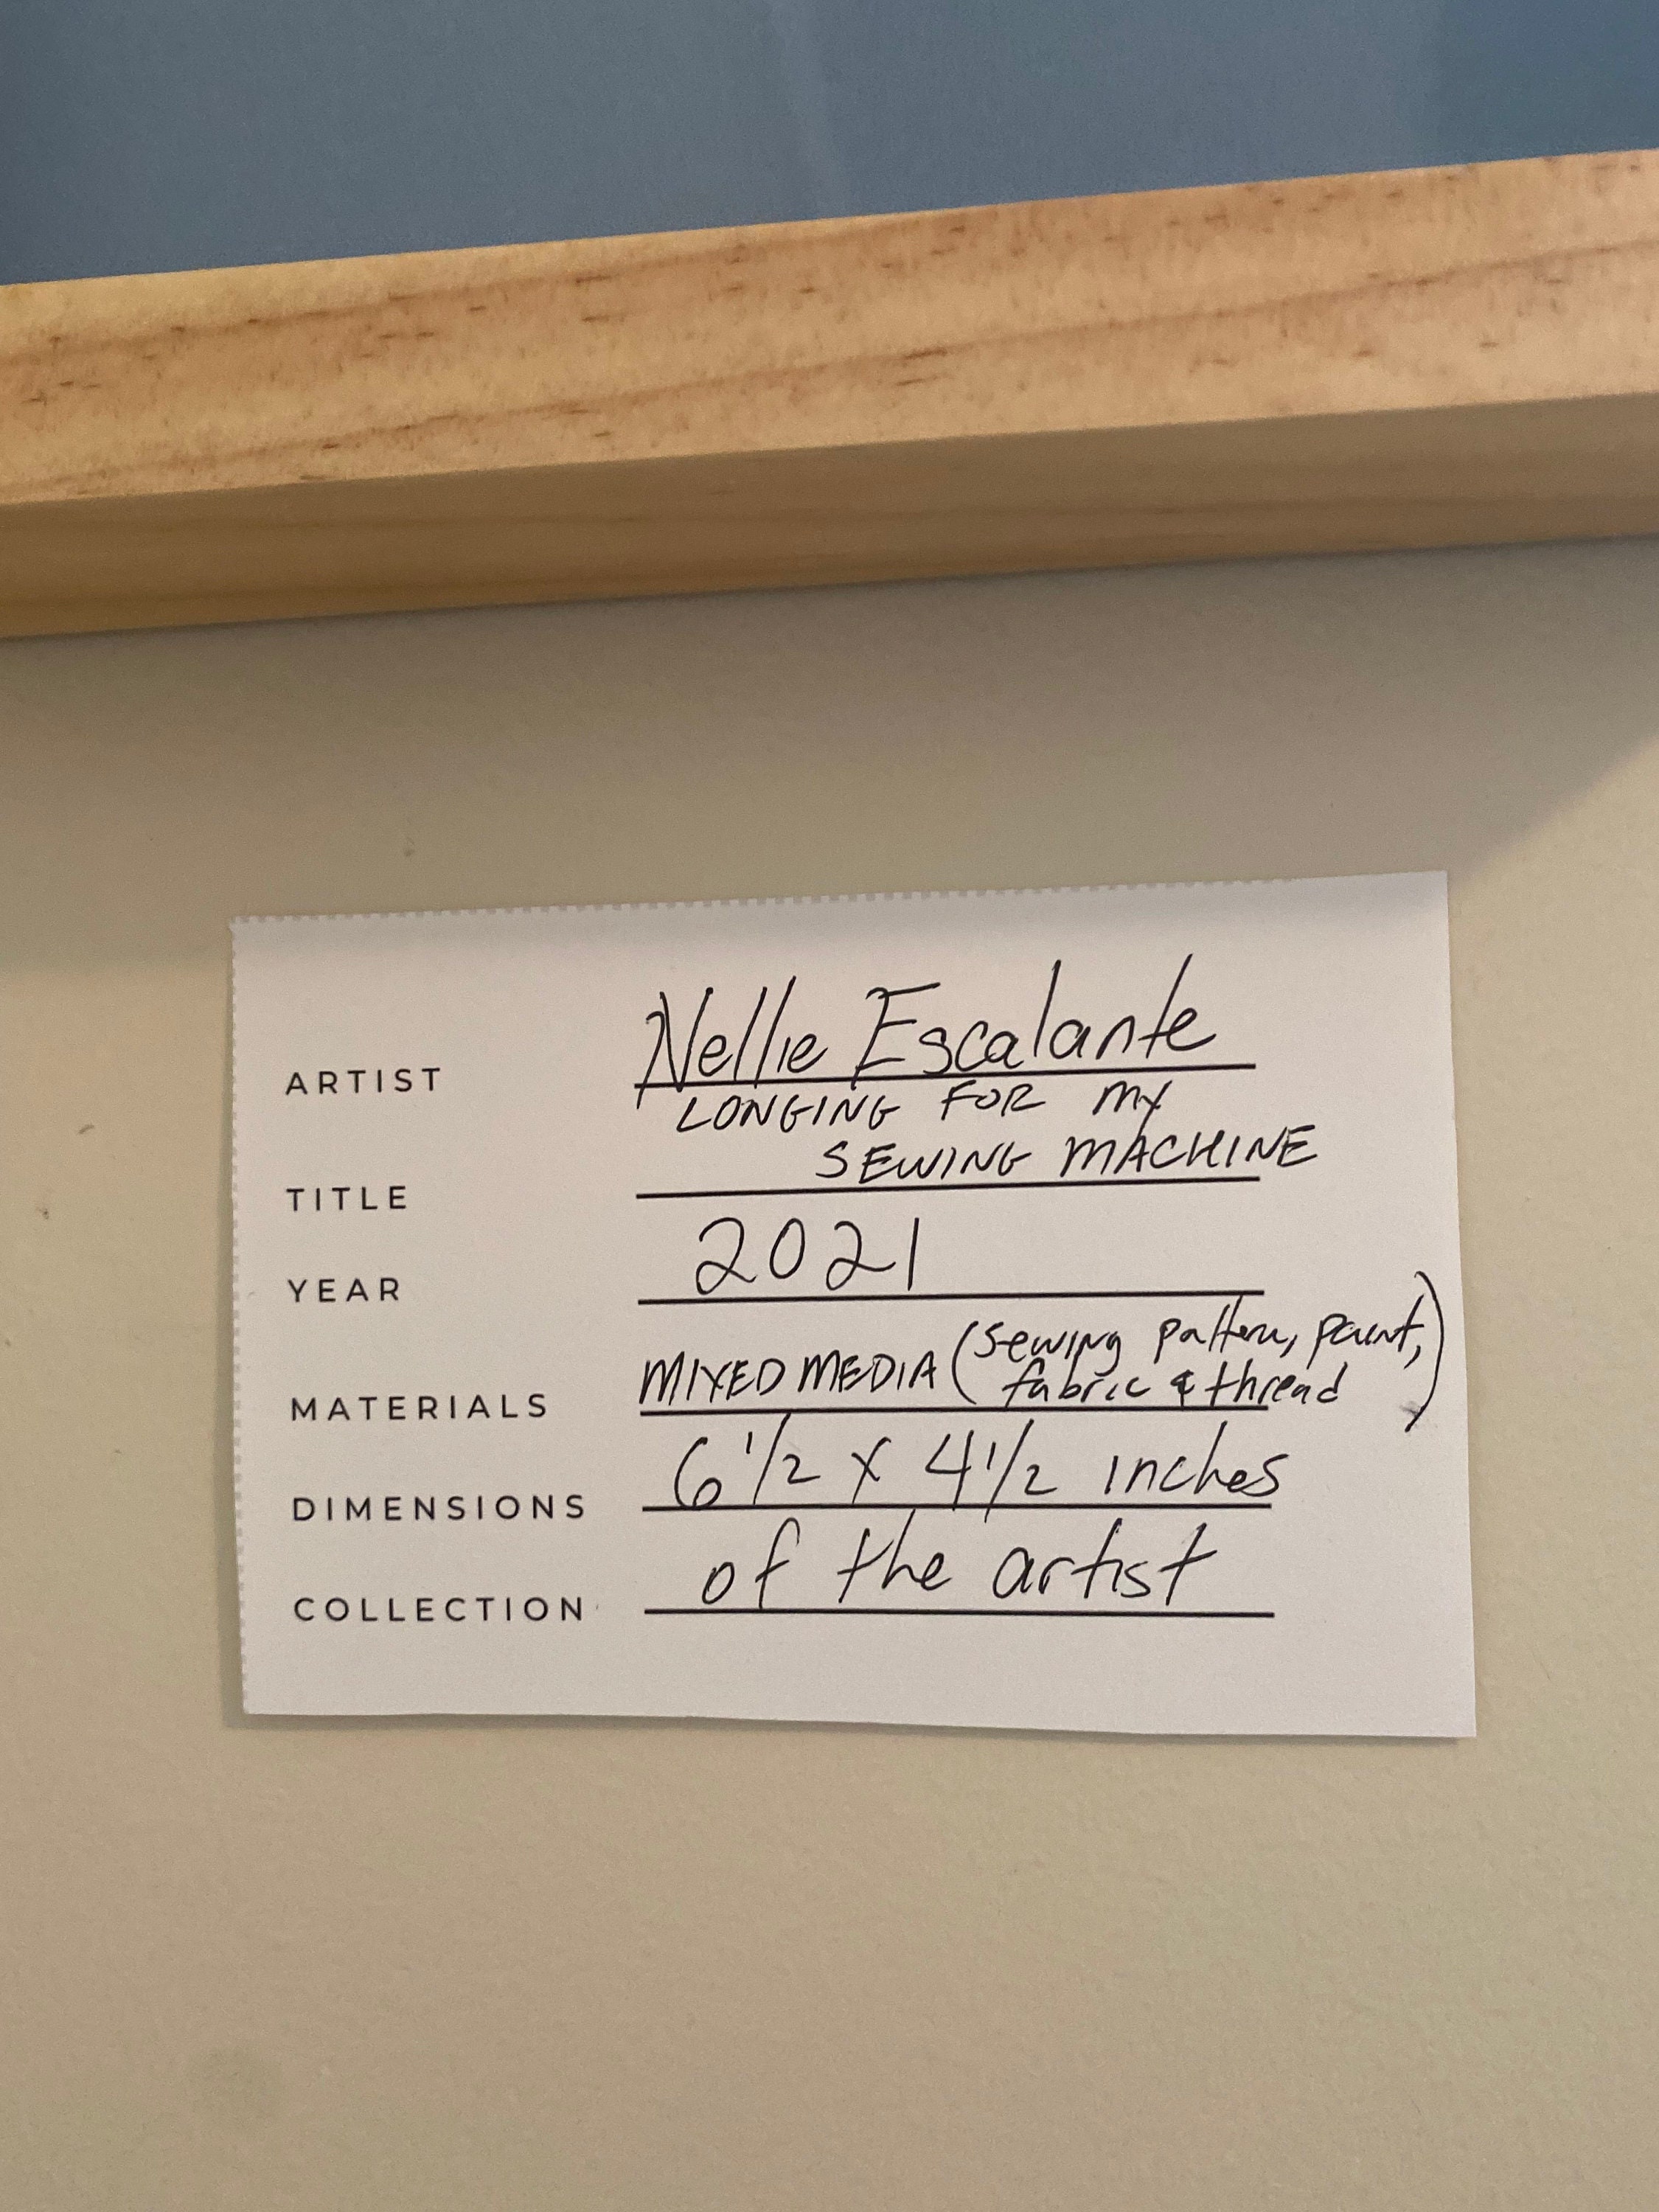 ARTIST Nellie Escalante
LONGING FOR MY
TITLE SEWING MACHINE
YEAR 2021
MATERIALS MIXED MEDIA (sewing pattern, paint,
fabric & thread)
DIMENSIONS 6 1/2 x 4 1/2 inches
COLLECTION of the artist